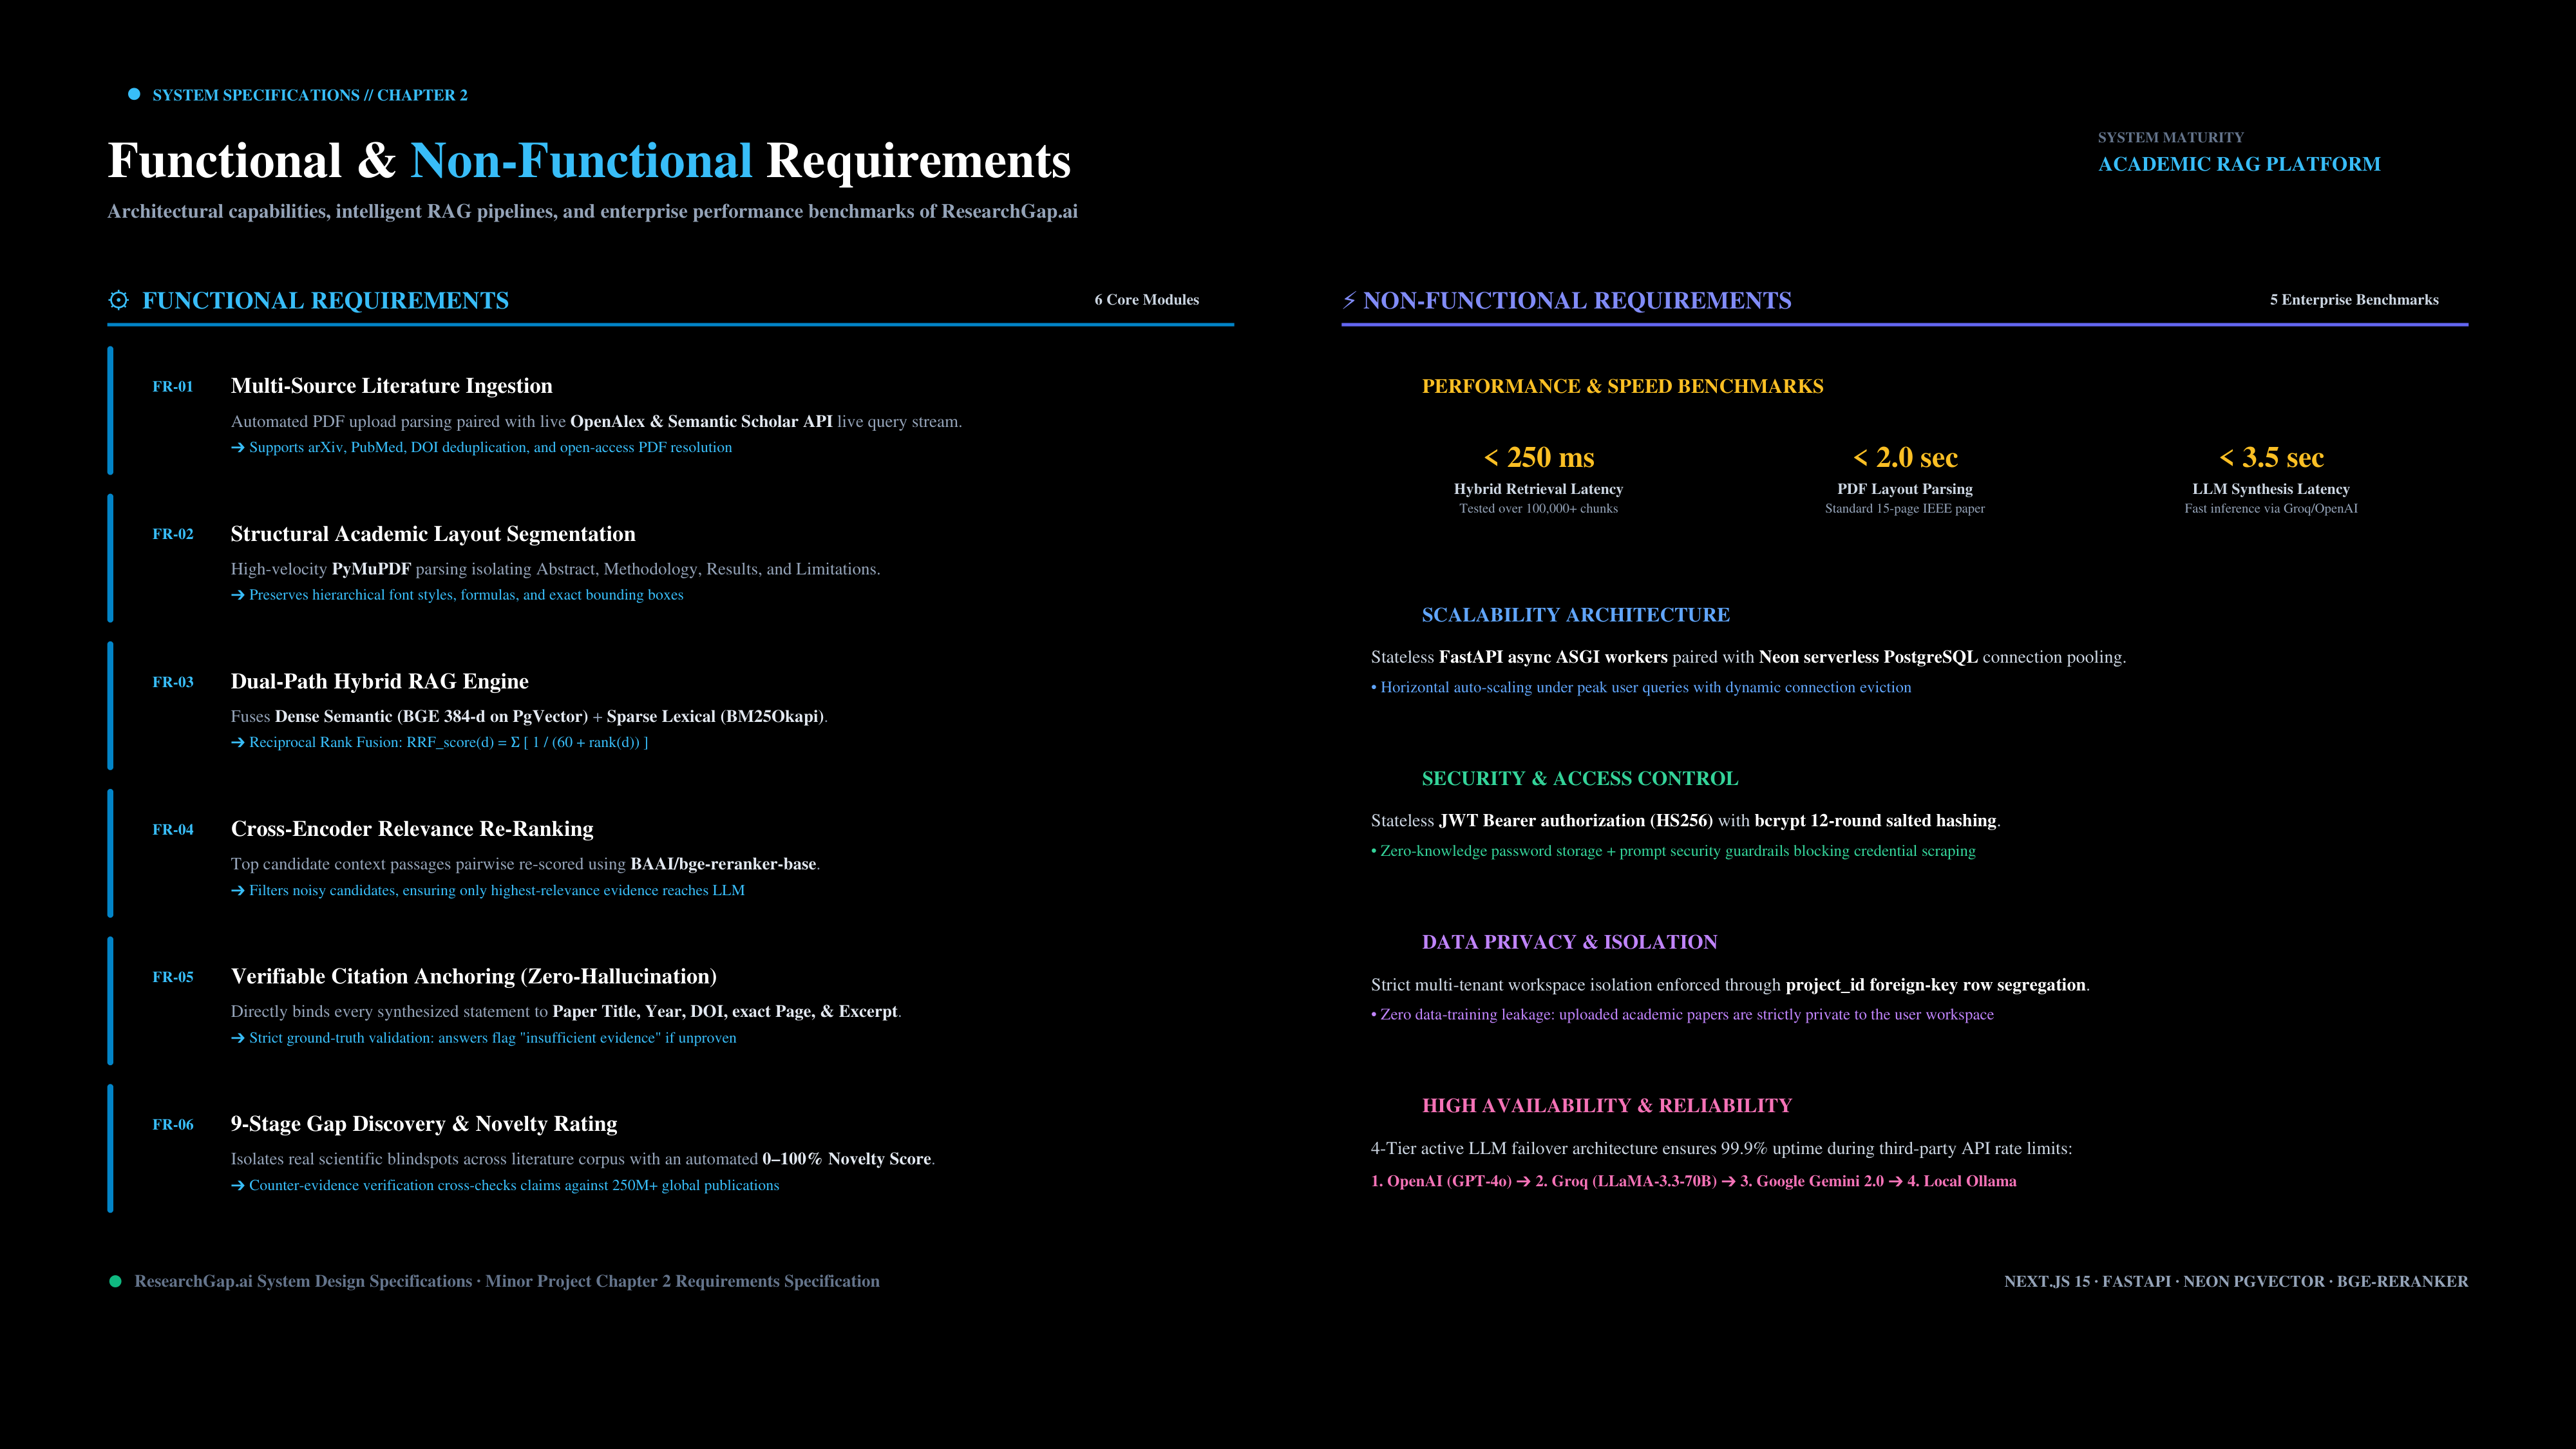 SYSTEM SPECIFICATIONS // CHAPTER 2
Functional & Non-Functional Requirements
Architectural capabilities, intelligent RAG pipelines, and enterprise performance benchmarks of ResearchGap.ai
SYSTEM MATURITY
ACADEMIC RAG PLATFORM
⚙ FUNCTIONAL REQUIREMENTS
6 Core Modules
FR-01
Multi-Source Literature Ingestion
Automated PDF upload parsing paired with live OpenAlex & Semantic Scholar API live query stream.
➔ Supports arXiv, PubMed, DOI deduplication, and open-access PDF resolution
FR-02
Structural Academic Layout Segmentation
High-velocity PyMuPDF parsing isolating Abstract, Methodology, Results, and Limitations.
➔ Preserves hierarchical font styles, formulas, and exact bounding boxes
FR-03
Dual-Path Hybrid RAG Engine
Fuses Dense Semantic (BGE 384-d on PgVector) + Sparse Lexical (BM25Okapi).
➔ Reciprocal Rank Fusion: RRF_score(d) = Σ [ 1 / (60 + rank(d)) ]
FR-04
Cross-Encoder Relevance Re-Ranking
Top candidate context passages pairwise re-scored using BAAI/bge-reranker-base.
➔ Filters noisy candidates, ensuring only highest-relevance evidence reaches LLM
FR-05
Verifiable Citation Anchoring (Zero-Hallucination)
Directly binds every synthesized statement to Paper Title, Year, DOI, exact Page, & Excerpt.
➔ Strict ground-truth validation: answers flag "insufficient evidence" if unproven
FR-06
9-Stage Gap Discovery & Novelty Rating
Isolates real scientific blindspots across literature corpus with an automated 0–100% Novelty Score.
➔ Counter-evidence verification cross-checks claims against 250M+ global publications
⚡ NON-FUNCTIONAL REQUIREMENTS
5 Enterprise Benchmarks
PERFORMANCE & SPEED BENCHMARKS
< 250 ms
Hybrid Retrieval Latency
Tested over 100,000+ chunks
< 2.0 sec
PDF Layout Parsing
Standard 15-page IEEE paper
< 3.5 sec
LLM Synthesis Latency
Fast inference via Groq/OpenAI
SCALABILITY ARCHITECTURE
Stateless FastAPI async ASGI workers paired with Neon serverless PostgreSQL connection pooling.
• Horizontal auto-scaling under peak user queries with dynamic connection eviction
SECURITY & ACCESS CONTROL
Stateless JWT Bearer authorization (HS256) with bcrypt 12-round salted hashing.
• Zero-knowledge password storage + prompt security guardrails blocking credential scraping
DATA PRIVACY & ISOLATION
Strict multi-tenant workspace isolation enforced through project_id foreign-key row segregation.
• Zero data-training leakage: uploaded academic papers are strictly private to the user workspace
HIGH AVAILABILITY & RELIABILITY
4-Tier active LLM failover architecture ensures 99.9% uptime during third-party API rate limits:
1. OpenAI (GPT-4o) ➔ 2. Groq (LLaMA-3.3-70B) ➔ 3. Google Gemini 2.0 ➔ 4. Local Ollama
ResearchGap.ai System Design Specifications · Minor Project Chapter 2 Requirements Specification
NEXT.JS 15 · FASTAPI · NEON PGVECTOR · BGE-RERANKER